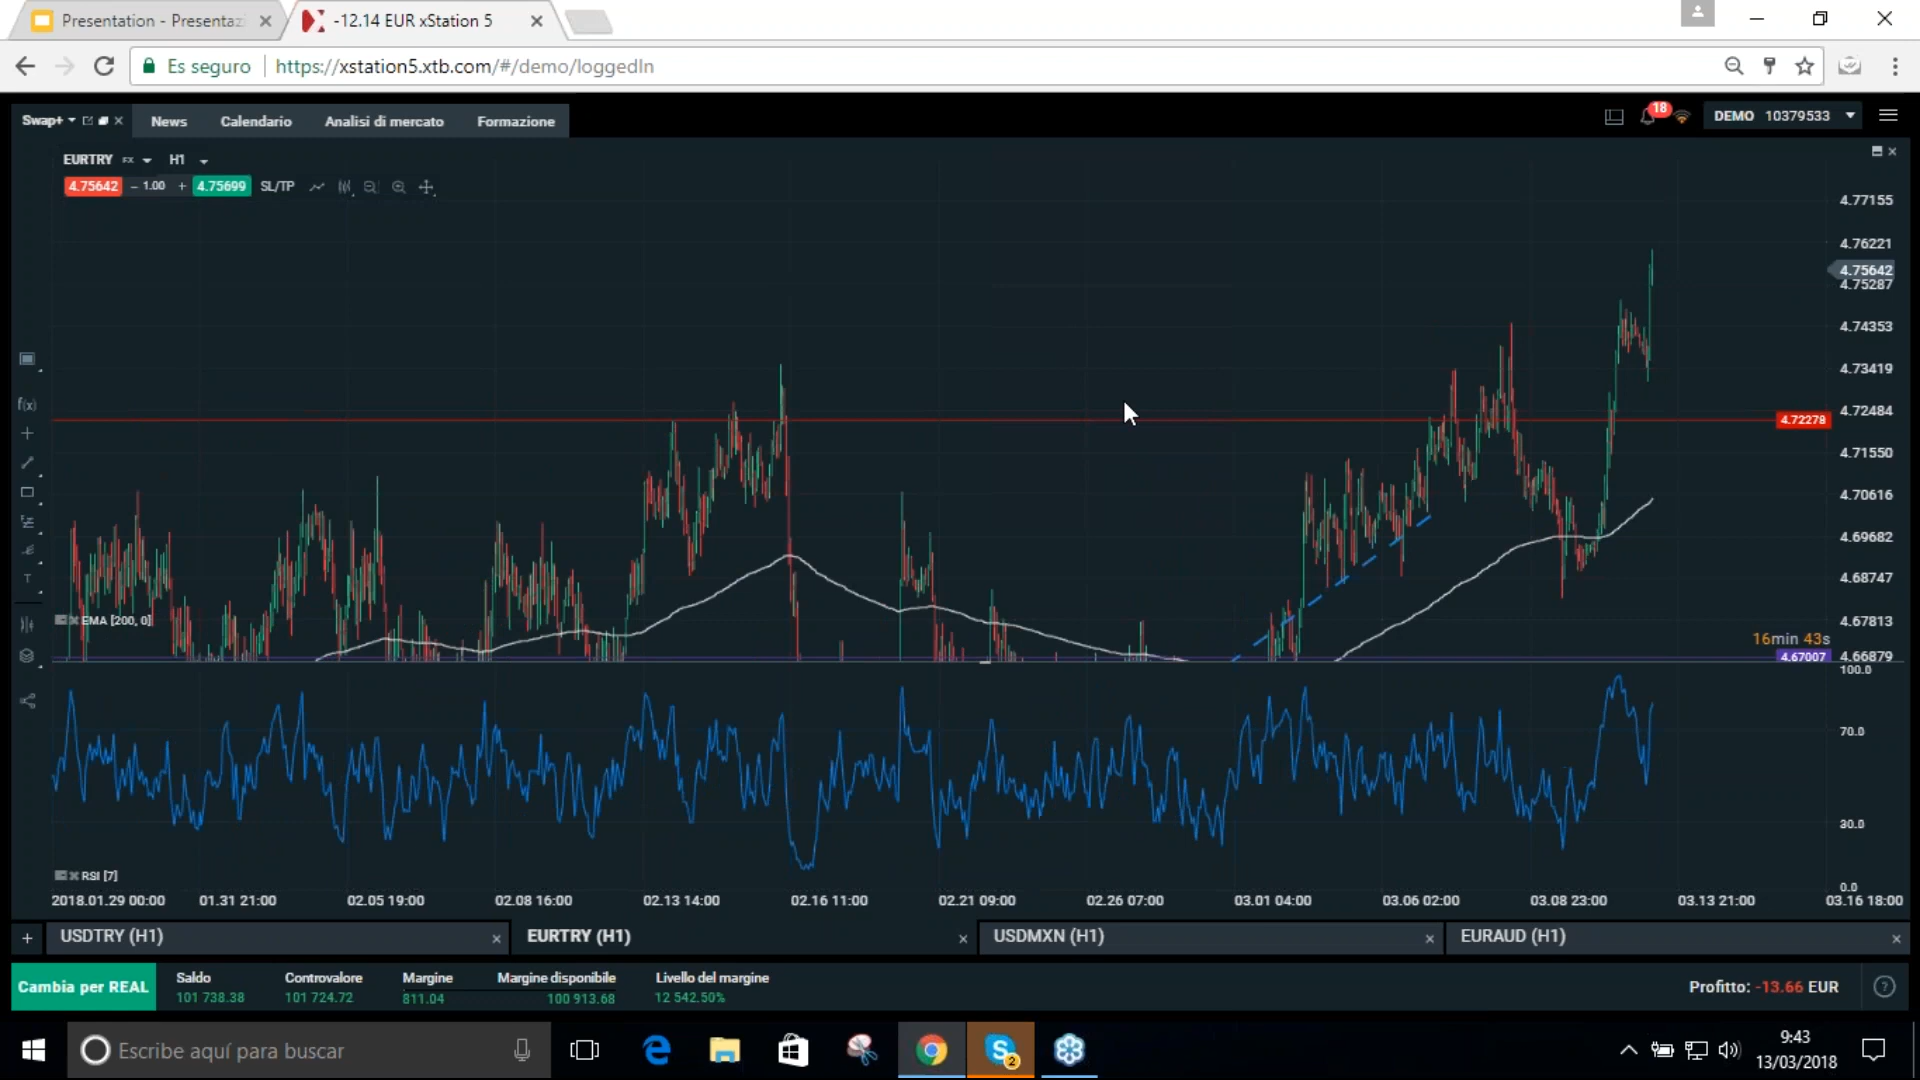 Presentation - Presentaz
-12.14 EUR xStation 5
Es seguro
https://xstation5.xtb.com/#/demo/loggedIn
Swap+
News
Calendario
Analisi di mercato
Formazione
18
DEMO 10379533
EURTRY FX H1
4.75642 – 1.00 + 4.75699 SL/TP
4.77155
4.76221
4.75642
4.75287
4.74353
4.73419
4.72484
4.72278
4.71550
4.70616
4.69682
4.68747
4.67813
f(x)
T
EMA [200, 0]
16min 43s
4.67007
4.66879
100.0
70.0
30.0
0.0
RSI [7]
2018.01.29 00:00
01.31 21:00
02.05 19:00
02.08 16:00
02.13 14:00
02.16 11:00
02.21 09:00
02.26 07:00
03.01 04:00
03.06 02:00
03.08 23:00
03.13 21:00
03.16 18:00
USDTRY (H1)
EURTRY (H1)
USDMXN (H1)
EURAUD (H1)
Cambia per REAL
Saldo
101 738.38
Controvalore
101 724.72
Margine
811.04
Margine disponibile
100 913.68
Livello del margine
12 542.50%
Profitto: -13.66 EUR
?
Escribe aquí para buscar
2
9:43
13/03/2018